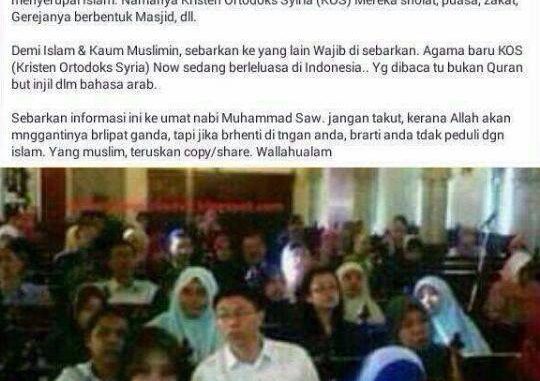 menyerupai Islam. Namanya Kristen Ortodoks Syria (KOS) Mereka sholat, puasa, zakat,
Gerejanya berbentuk Masjid, dll.
Demi Islam & Kaum Muslimin, sebarkan ke yang lain Wajib di sebarkan. Agama baru KOS
(Kristen Ortodoks Syria) Now sedang berleluasa di Indonesia.. Yg dibaca tu bukan Quran
but injil dlm bahasa arab.
Sebarkan informasi ini ke umat nabi Muhammad Saw. jangan takut, kerana Allah akan
mnggantinya brlipat ganda, tapi jika brhenti di tngan anda, brarti anda tdak peduli dgn
islam. Yang muslim, teruskan copy/share. Wallahualam